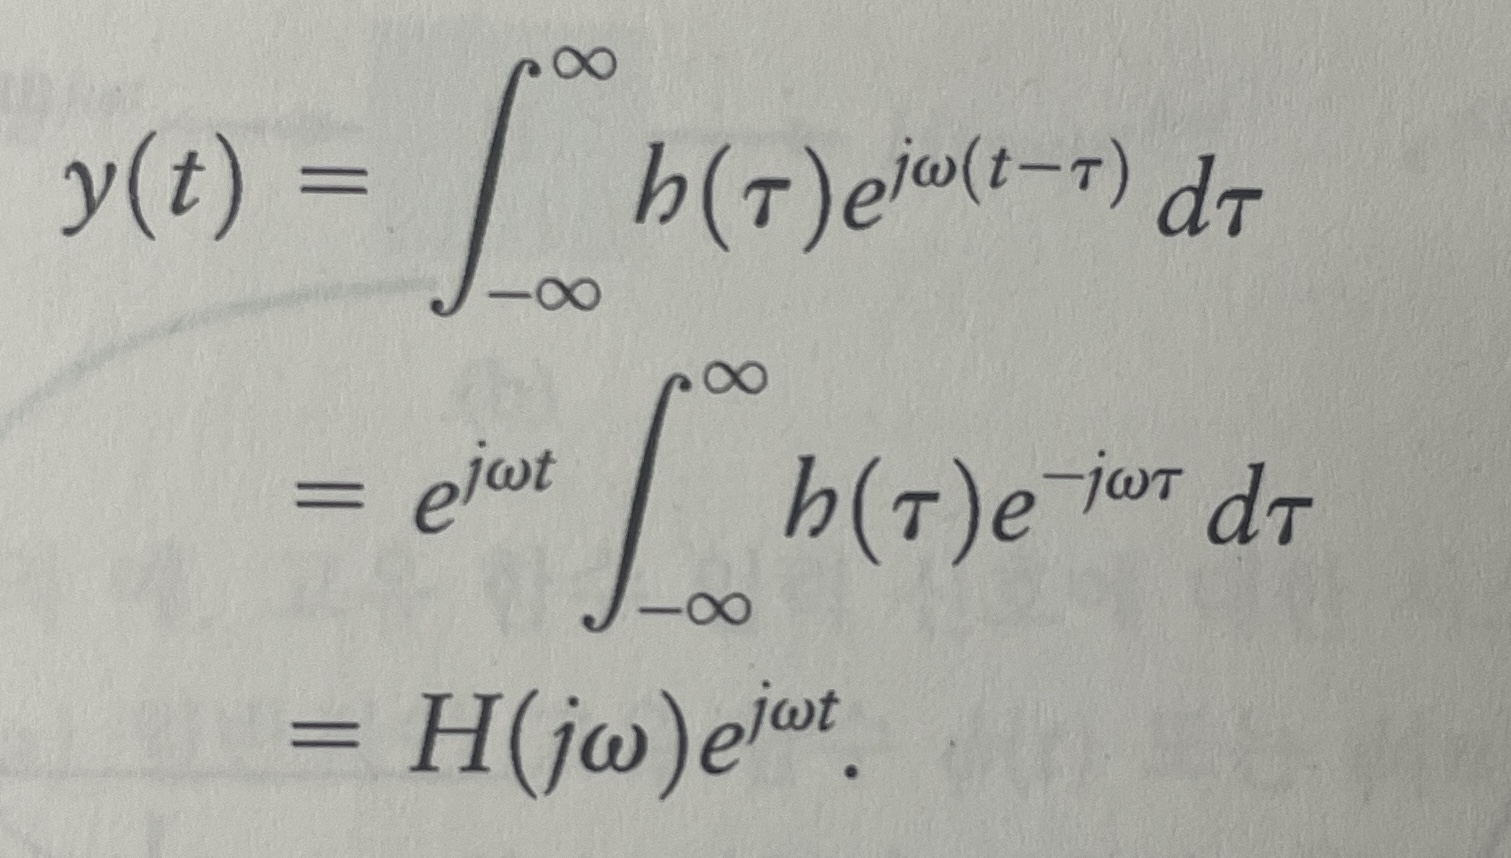 y(t) = ∫_{-∞}^{∞} h(τ)e^{jω(t−τ)} dτ
= e^{jωt} ∫_{-∞}^{∞} h(τ)e^{−jωτ} dτ
= H(jω)e^{jωt}.